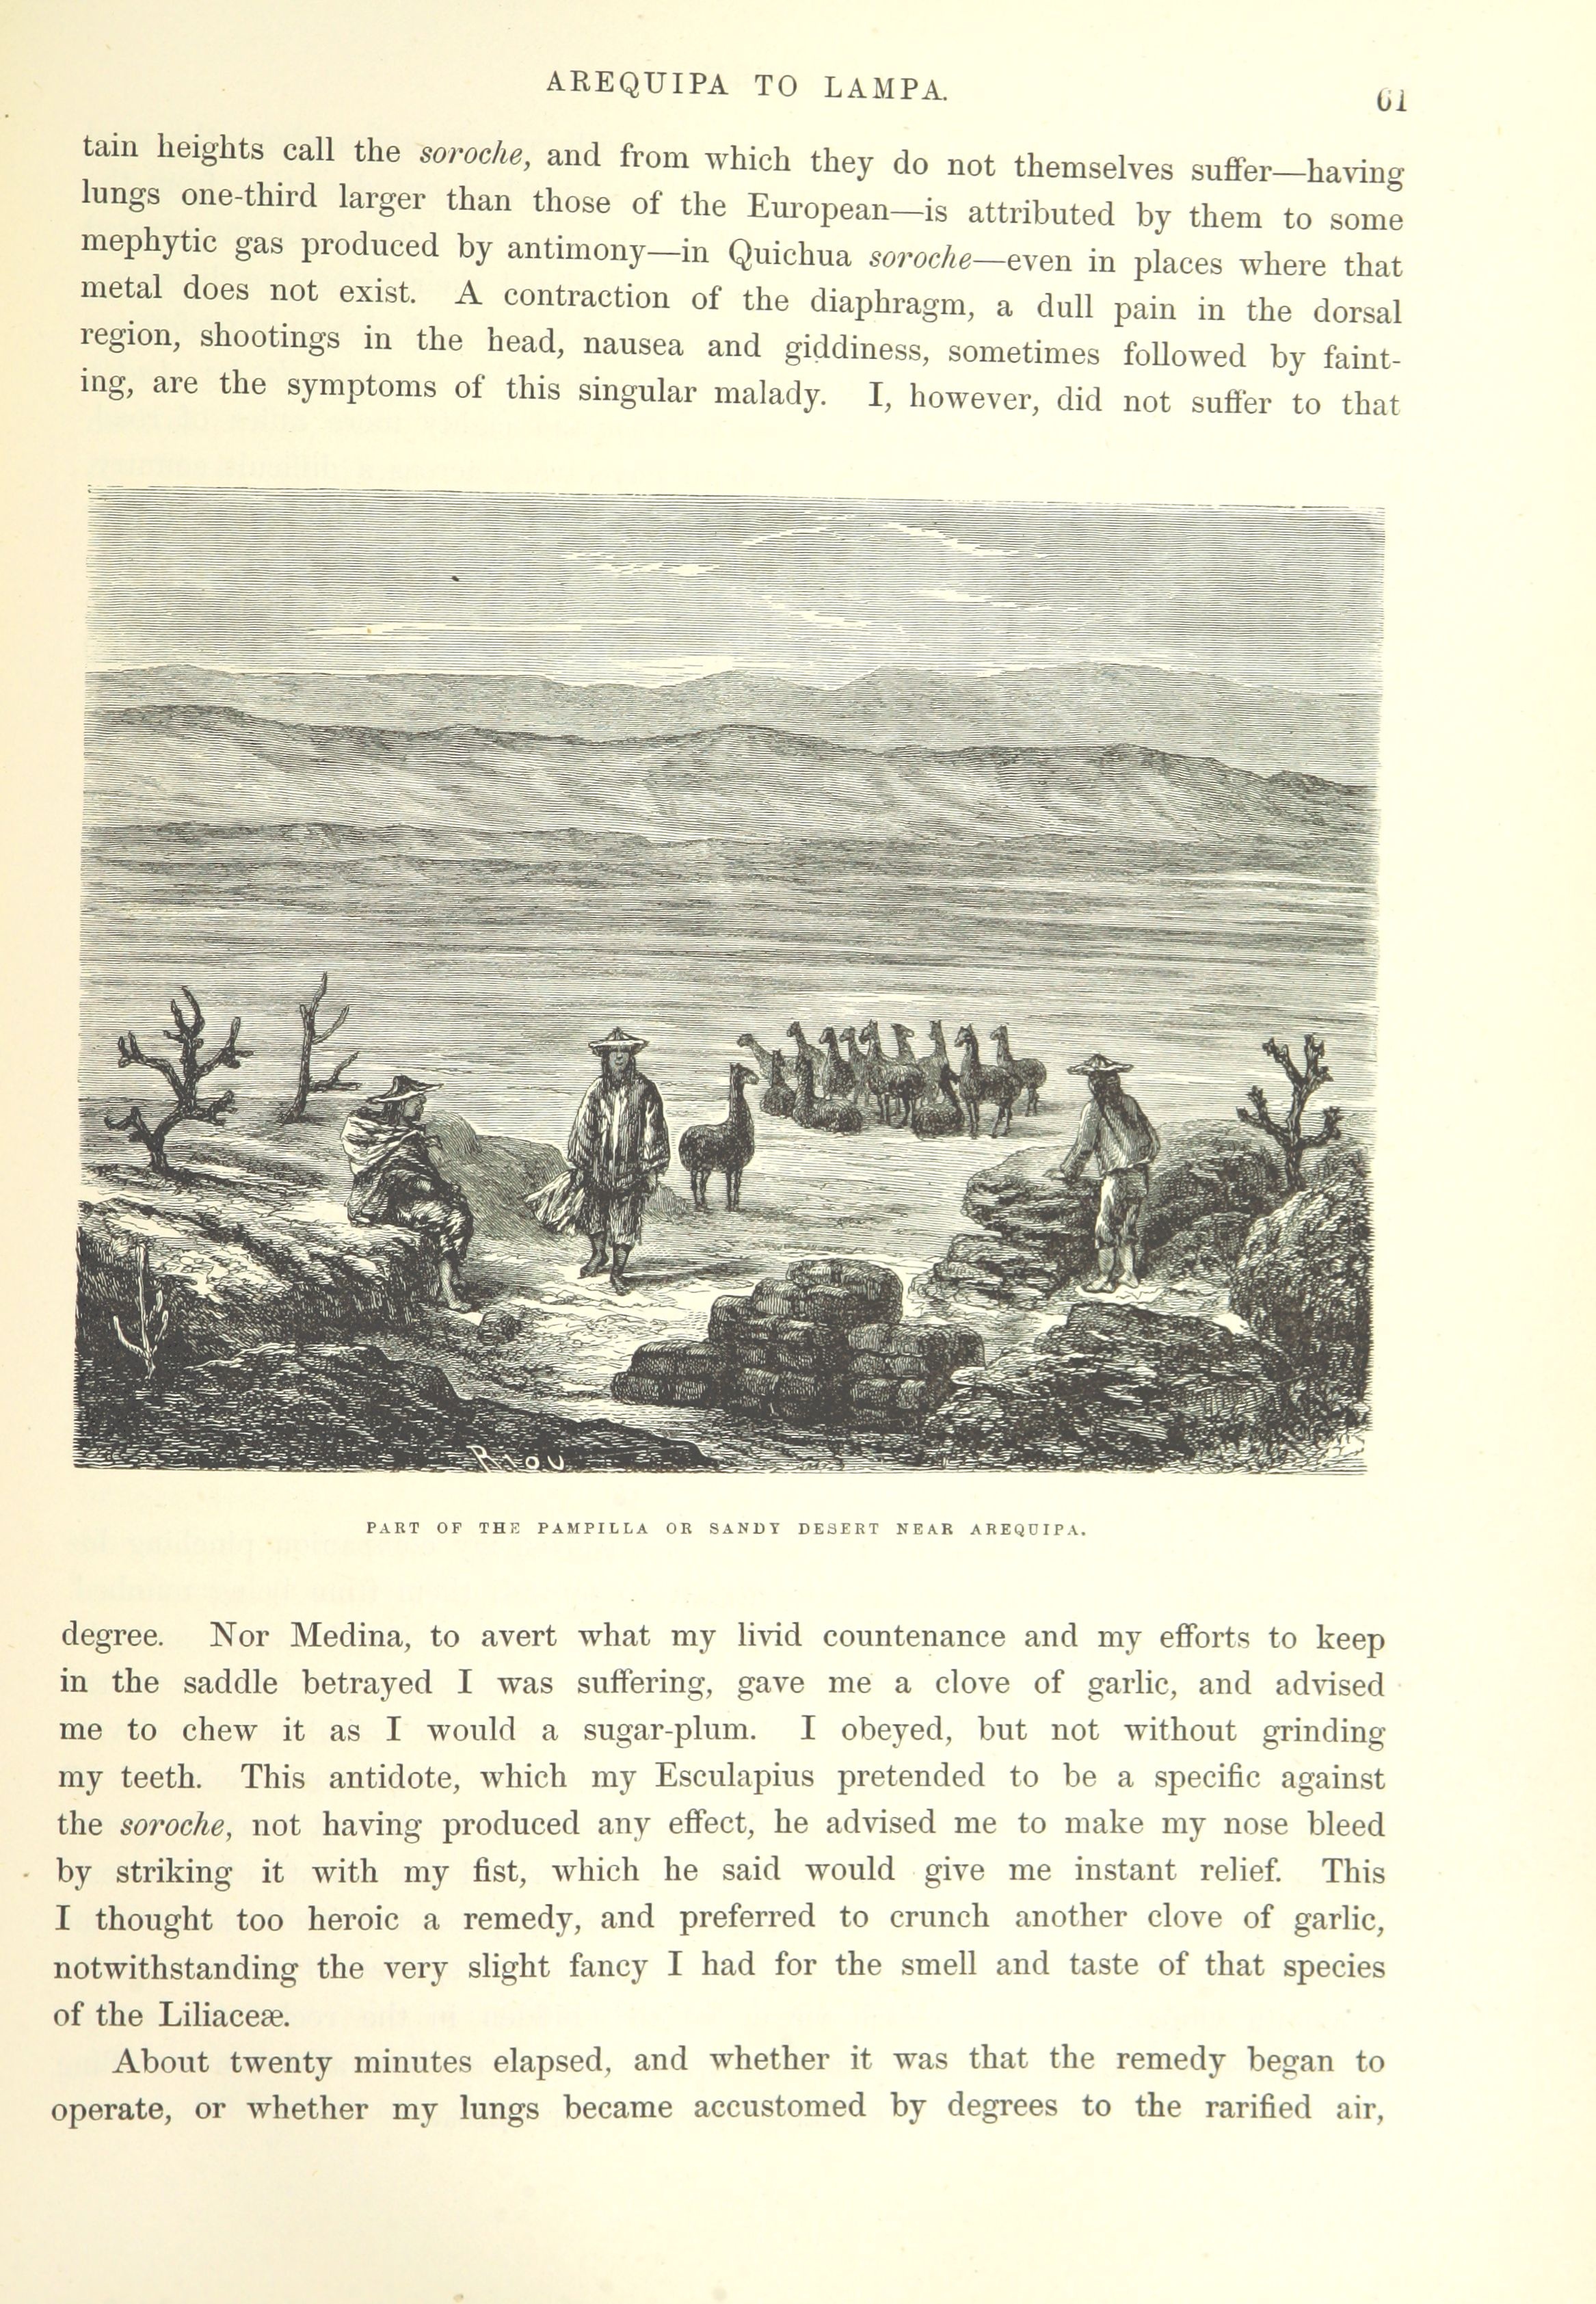 AREQUIPA TO LAMPA.
61
tain heights call the soroche, and from which they do not themselves suffer—having
lungs one-third larger than those of the European—is attributed by them to some
mephytic gas produced by antimony—in Quichua soroche—even in places where that
metal does not exist. A contraction of the diaphragm, a dull pain in the dorsal
region, shootings in the head, nausea and giddiness, sometimes followed by faint-
ing, are the symptoms of this singular malady. I, however, did not suffer to that
Riou
PART OF THE PAMPILLA OR SANDY DESERT NEAR AREQUIPA.
degree. Nor Medina, to avert what my livid countenance and my efforts to keep
in the saddle betrayed I was suffering, gave me a clove of garlic, and advised
me to chew it as I would a sugar-plum. I obeyed, but not without grinding
my teeth. This antidote, which my Esculapius pretended to be a specific against
the soroche, not having produced any effect, he advised me to make my nose bleed
by striking it with my fist, which he said would give me instant relief. This
I thought too heroic a remedy, and preferred to crunch another clove of garlic,
notwithstanding the very slight fancy I had for the smell and taste of that species
of the Liliaceæ.
About twenty minutes elapsed, and whether it was that the remedy began to
operate, or whether my lungs became accustomed by degrees to the rarified air,